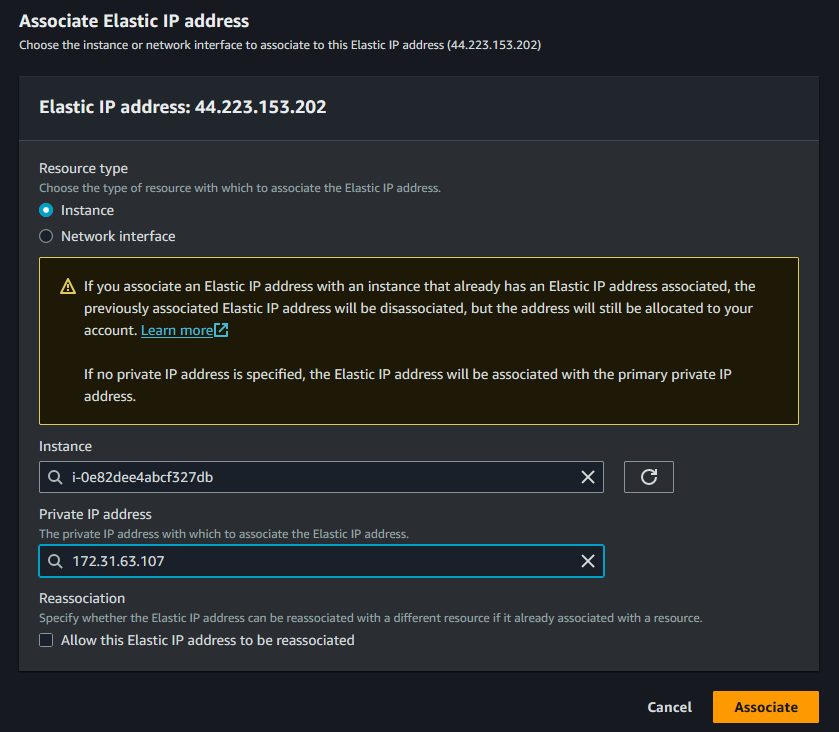 Associate Elastic IP address
Choose the instance or network interface to associate to this Elastic IP address (44.223.153.202)
Elastic IP address: 44.223.153.202
Resource type
Choose the type of resource with which to associate the Elastic IP address.
Instance
Network interface
If you associate an Elastic IP address with an instance that already has an Elastic IP address associated, the
previously associated Elastic IP address will be disassociated, but the address will still be allocated to your
account. Learn more
If no private IP address is specified, the Elastic IP address will be associated with the primary private IP
address.
Instance
i-0e82dee4abcf327db
Private IP address
The private IP address with which to associate the Elastic IP address.
172.31.63.107
Reassociation
Specify whether the Elastic IP address can be reassociated with a different resource if it already associated with a resource.
Allow this Elastic IP address to be reassociated
Cancel
Associate